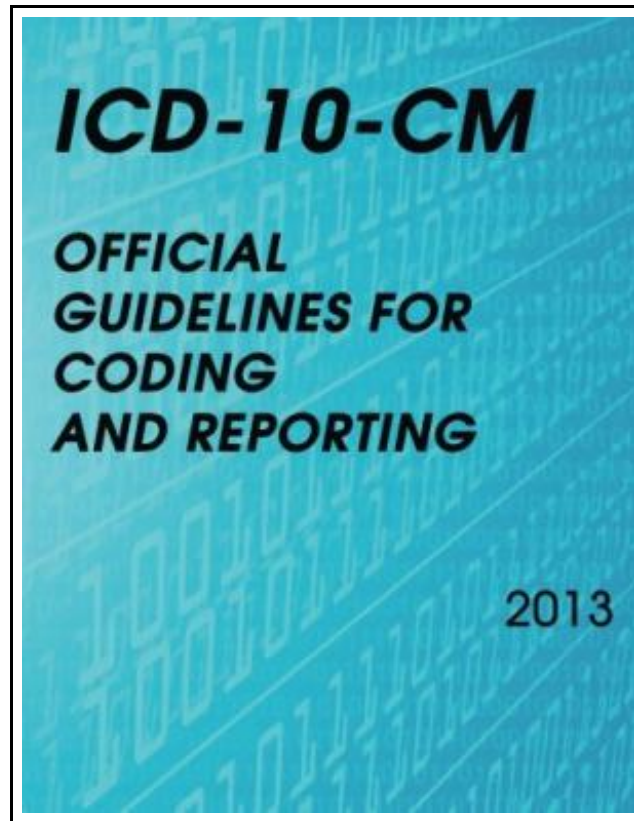 ICD-10-CM
OFFICIAL
GUIDELINES FOR
CODING
AND REPORTING
2013